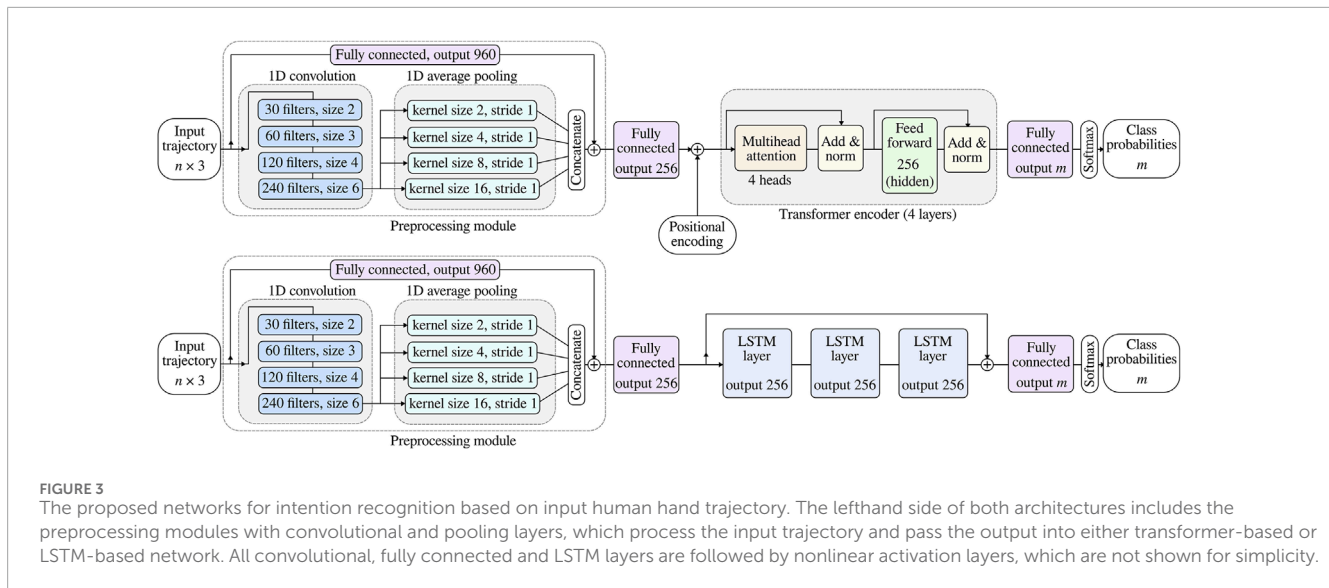 Fully connected, output 960
1D convolution
1D average pooling
30 filters, size 2
60 filters, size 3
120 filters, size 4
240 filters, size 6
kernel size 2, stride 1
kernel size 4, stride 1
kernel size 8, stride 1
kernel size 16, stride 1
Input
trajectory
n × 3
Concatenate
Preprocessing module
Fully
connected
output 256
Positional
encoding
Multihead
attention
4 heads
Add &
norm
Feed
forward
256
(hidden)
Add &
norm
Transformer encoder (4 layers)
Fully
connected
output m
Softmax
Class
probabilities
m
Fully connected, output 960
1D convolution
1D average pooling
30 filters, size 2
60 filters, size 3
120 filters, size 4
240 filters, size 6
kernel size 2, stride 1
kernel size 4, stride 1
kernel size 8, stride 1
kernel size 16, stride 1
Input
trajectory
n × 3
Concatenate
Preprocessing module
Fully
connected
output 256
LSTM
layer
output 256
LSTM
layer
output 256
LSTM
layer
output 256
Fully
connected
output m
Softmax
Class
probabilities
m
FIGURE 3
The proposed networks for intention recognition based on input human hand trajectory. The lefthand side of both architectures includes the
preprocessing modules with convolutional and pooling layers, which process the input trajectory and pass the output into either transformer-based or
LSTM-based network. All convolutional, fully connected and LSTM layers are followed by nonlinear activation layers, which are not shown for simplicity.